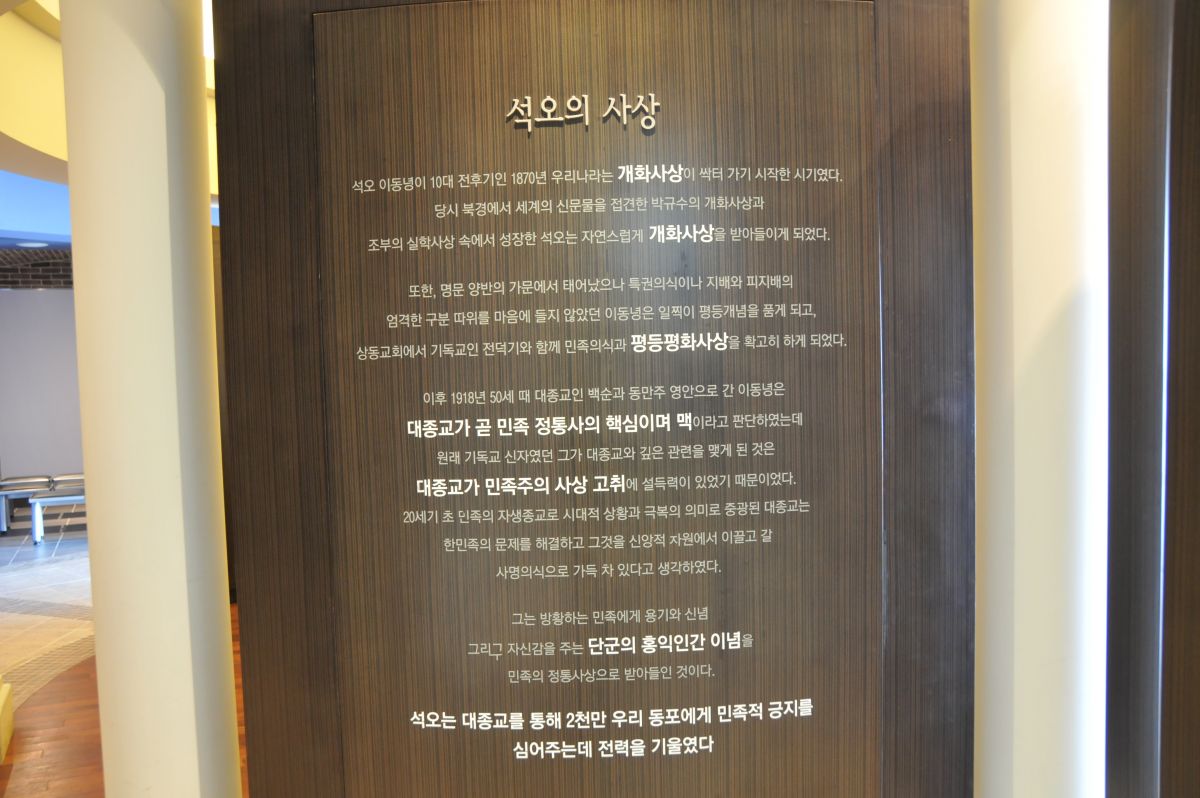 석오의 사상
석오 이동녕이 10대 전후기인 1870년 우리나라는 개화사상이 싹터 가기 시작한 시기였다.
당시 북경에서 세계의 신문물을 접견한 박규수의 개화사상과
조부의 실학사상 속에서 성장한 석오는 자연스럽게 개화사상을 받아들이게 되었다.
또한, 명문 양반의 가문에서 태어났으나 특권의식이나 지배와 피지배의
엄격한 구분 따위를 마음에 들지 않았던 이동녕은 일찍이 평등개념을 품게 되고,
상동교회에서 기독교인 전덕기와 함께 민족의식과 평등평화사상을 확고히 하게 되었다.
이후 1918년 50세 때 대종교인 백순과 동만주 영안으로 간 이동녕은
대종교가 곧 민족 정통사의 핵심이며 맥이라고 판단하였는데
원래 기독교 신자였던 그가 대종교와 깊은 관련을 맺게 된 것은
대종교가 민족주의 사상 고취에 설득력이 있었기 때문이었다.
20세기 초 민족의 자생종교로 시대적 상황과 극복의 의미로 중광된 대종교는
한민족의 문제를 해결하고 그것을 신앙적 차원에서 이끌고 갈
사명의식으로 가득 차 있다고 생각하였다.
그는 방황하는 민족에게 용기와 신념
그리구 자신감을 주는 단군의 홍익인간 이념을
민족의 정통사상으로 받아들인 것이다.
석오는 대종교를 통해 2천만 우리 동포에게 민족적 긍지를
심어주는데 전력을 기울였다